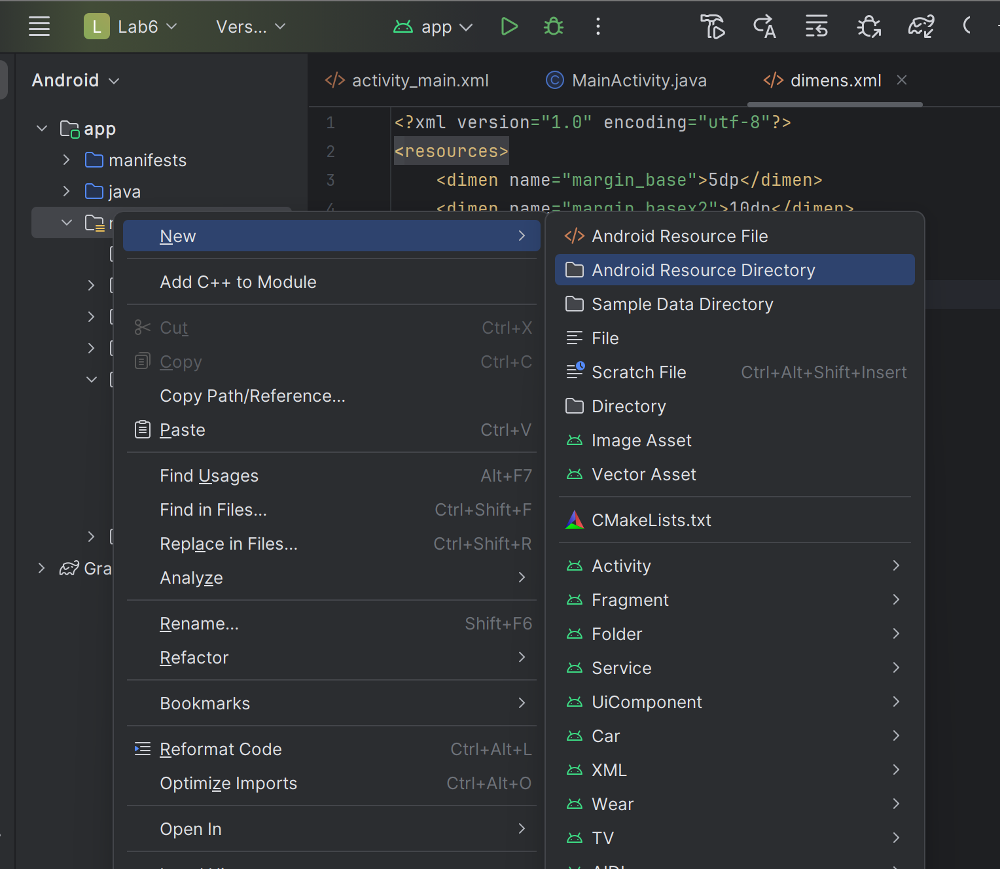 L Lab6 Vers... app
Android
activity_main.xml MainActivity.java dimens.xml
app
manifests
java
Gra
1 <?xml version="1.0" encoding="utf-8"?>
2 <resources>
3 <dimen name="margin_base">5dp</dimen>
4 <dimen name="margin_basex2">10dp</dimen>
New
Add C++ to Module
Cut Ctrl+X
Copy Ctrl+C
Copy Path/Reference...
Paste Ctrl+V
Find Usages Alt+F7
Find in Files... Ctrl+Shift+F
Replace in Files... Ctrl+Shift+R
Analyze
Rename... Shift+F6
Refactor
Bookmarks
Reformat Code Ctrl+Alt+L
Optimize Imports Ctrl+Alt+O
Open In
Android Resource File
Android Resource Directory
Sample Data Directory
File
Scratch File Ctrl+Alt+Shift+Insert
Directory
Image Asset
Vector Asset
CMakeLists.txt
Activity
Fragment
Folder
Service
UiComponent
Car
XML
Wear
TV
AIDL